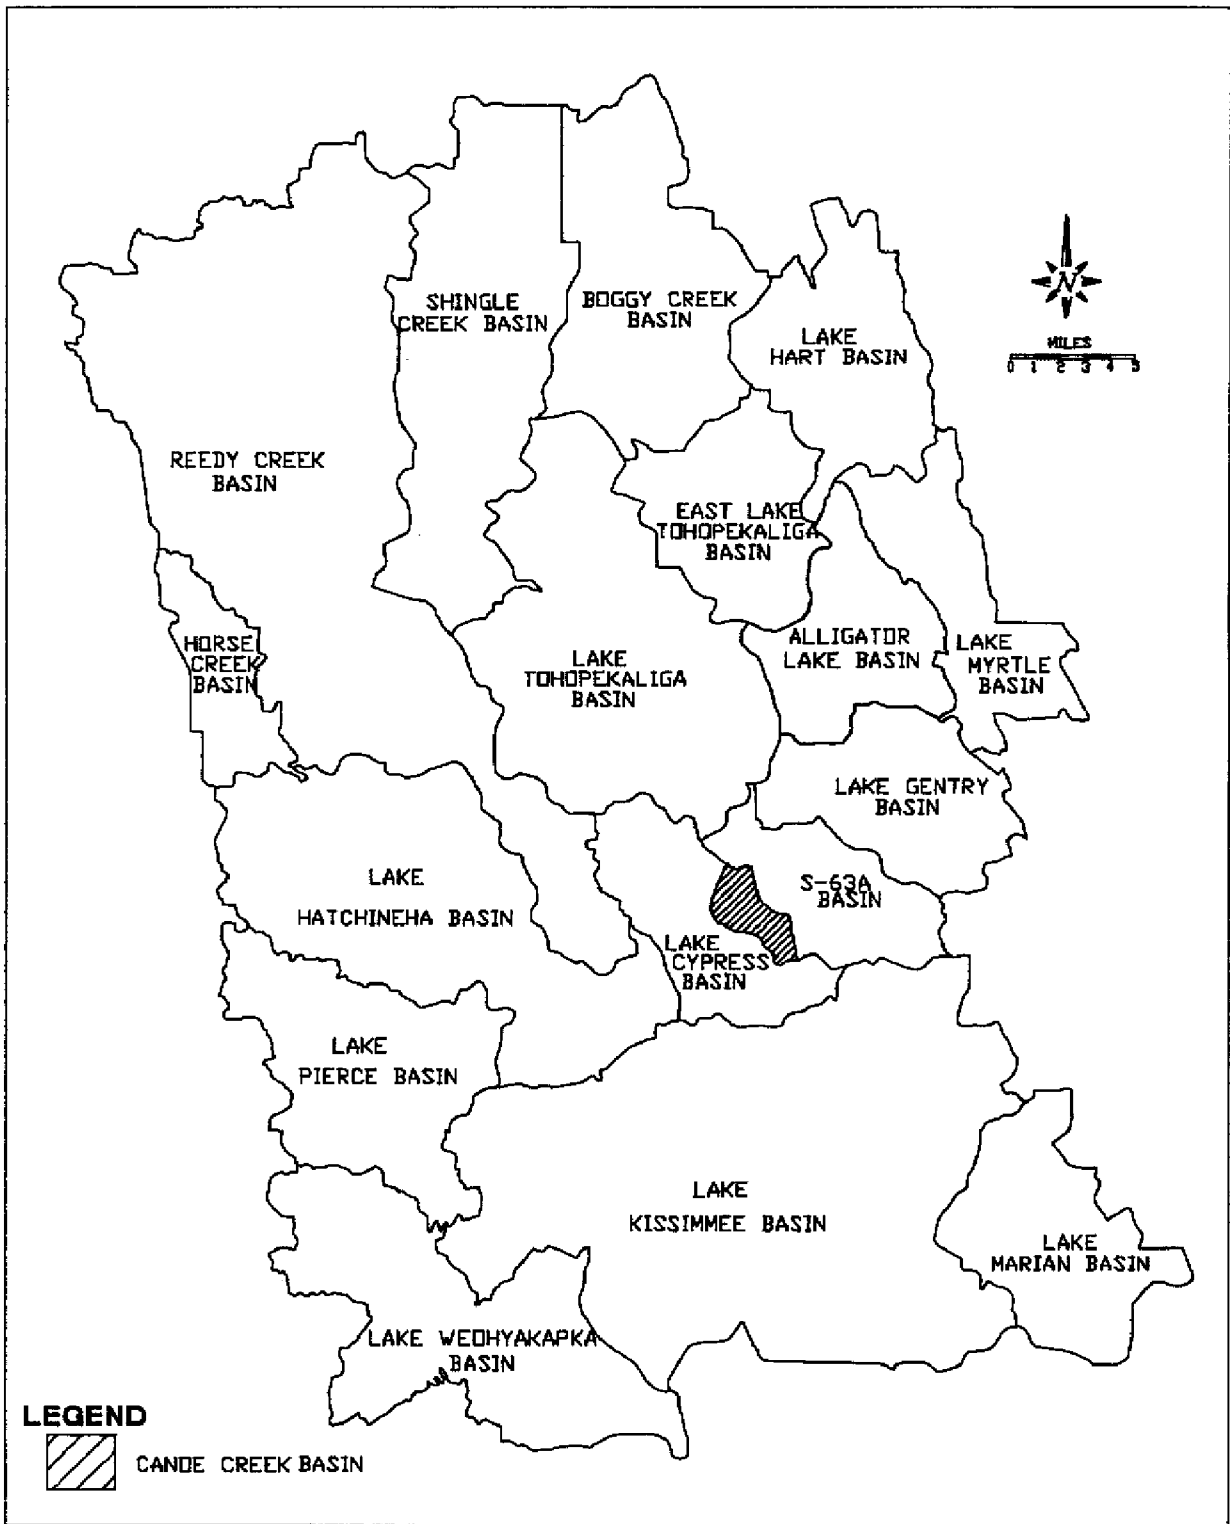 SHINGLE
CREEK BASIN
BOGGY CREEK
BASIN
LAKE
HART BASIN
N
MILES
0 1 2 3 4 5
REEDY CREEK
BASIN
EAST LAKE
TOHOPEKALIGA
BASIN
HORSE
CREEK
BASIN
LAKE
TOHOPEKALIGA
BASIN
ALLIGATOR
LAKE BASIN
LAKE
MYRTLE
BASIN
LAKE GENTRY
BASIN
LAKE
HATCHINEHA BASIN
S-63A
BASIN
LAKE
CYPRESS
BASIN
LAKE
PIERCE BASIN
LAKE
KISSIMMEE BASIN
LAKE
MARIAN BASIN
LAKE WEOHYAKAPKA
BASIN
LEGEND
CANOE CREEK BASIN